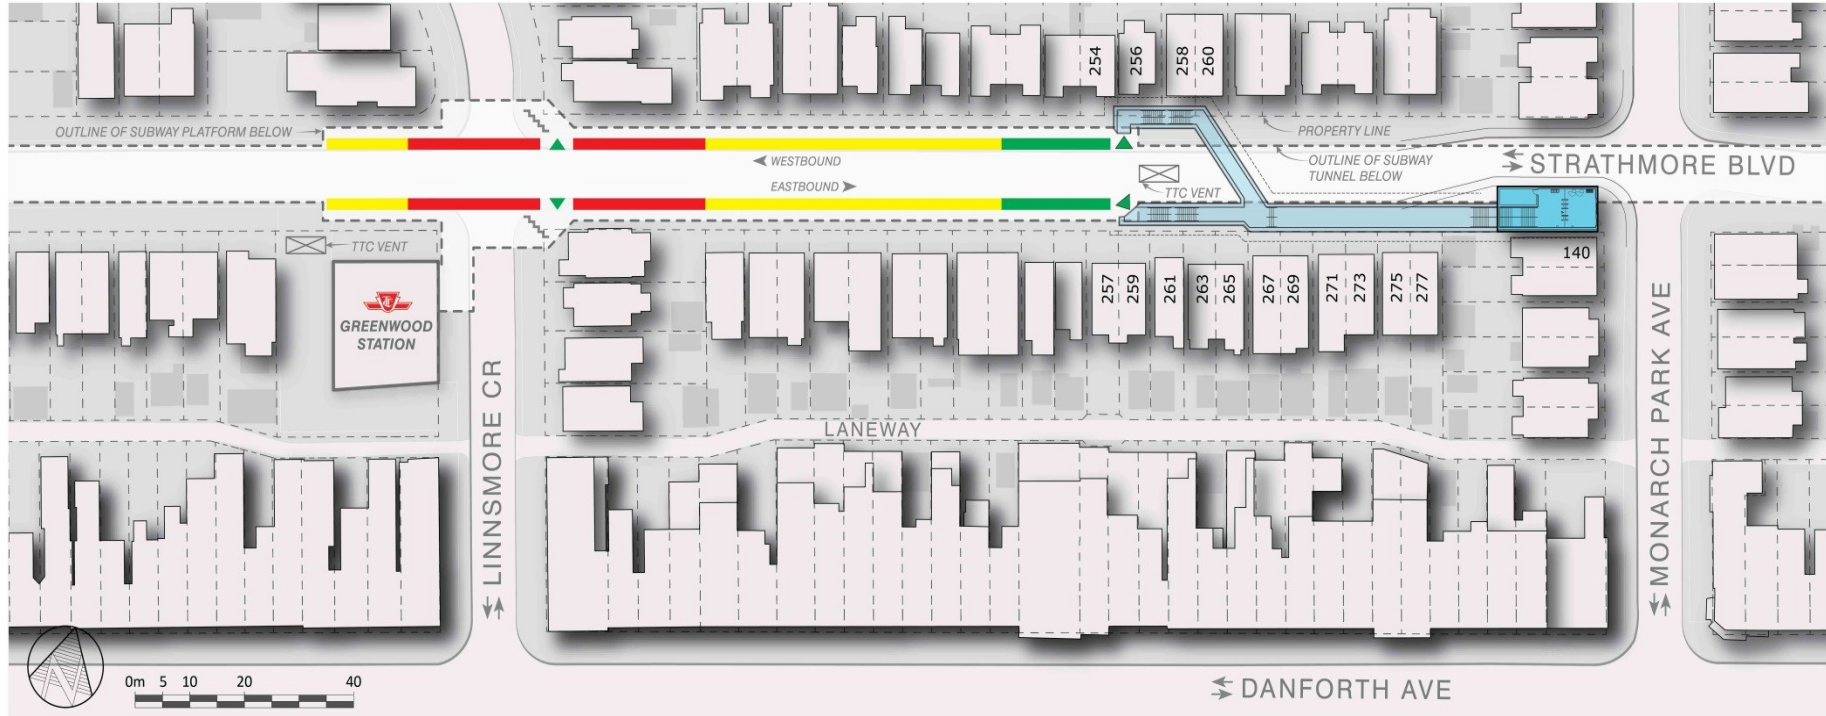 254
256
258
260
OUTLINE OF SUBWAY PLATFORM BELOW
PROPERTY LINE
WESTBOUND
OUTLINE OF SUBWAY
TUNNEL BELOW
STRATHMORE BLVD
EASTBOUND
TTC VENT
TTC VENT
140
GREENWOOD
STATION
257
259
261
263
265
267
269
271
273
275
277
LINNSMORE CR
MONARCH PARK AVE
LANEWAY
0m 5 10 20 40
DANFORTH AVE